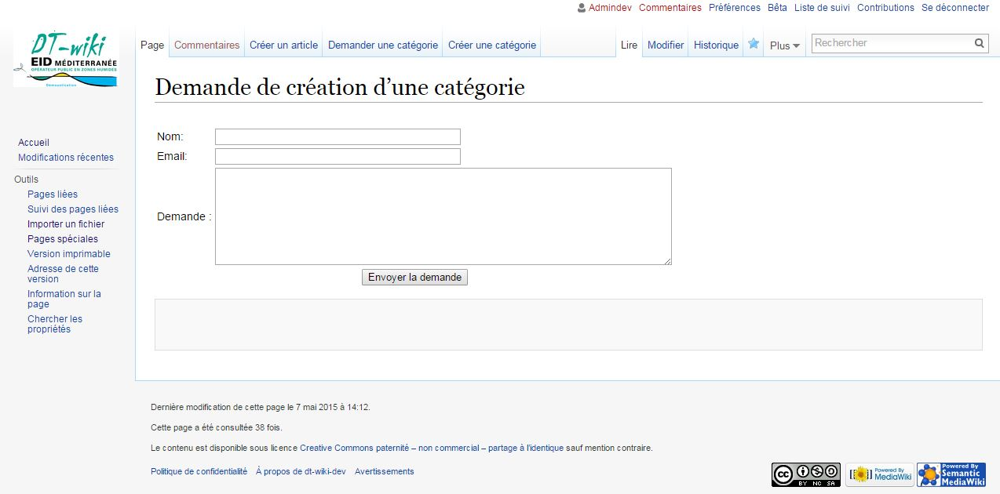 Admindev Commentaires Préférences Bêta Liste de suivi Contributions Se déconnecter
DT-wiki
EID MÉDITERRANÉE
OPÉRATEUR PUBLIC EN ZONES HUMIDES
Démoustication
Page Commentaires Créer un article Demander une catégorie Créer une catégorie Lire Modifier Historique Plus Rechercher
Demande de création d’une catégorie
Nom:
Email:
Demande :
Envoyer la demande
Accueil
Modifications récentes
Outils
Pages liées
Suivi des pages liées
Importer un fichier
Pages spéciales
Version imprimable
Adresse de cette
version
Information sur la
page
Chercher les
propriétés
Dernière modification de cette page le 7 mai 2015 à 14:12.
Cette page a été consultée 38 fois.
Le contenu est disponible sous licence Creative Commons paternité – non commercial – partage à l’identique sauf mention contraire.
Politique de confidentialité À propos de dt-wiki-dev Avertissements
cc BY NC SA
Powered By
MediaWiki
Powered By
Semantic
MediaWiki